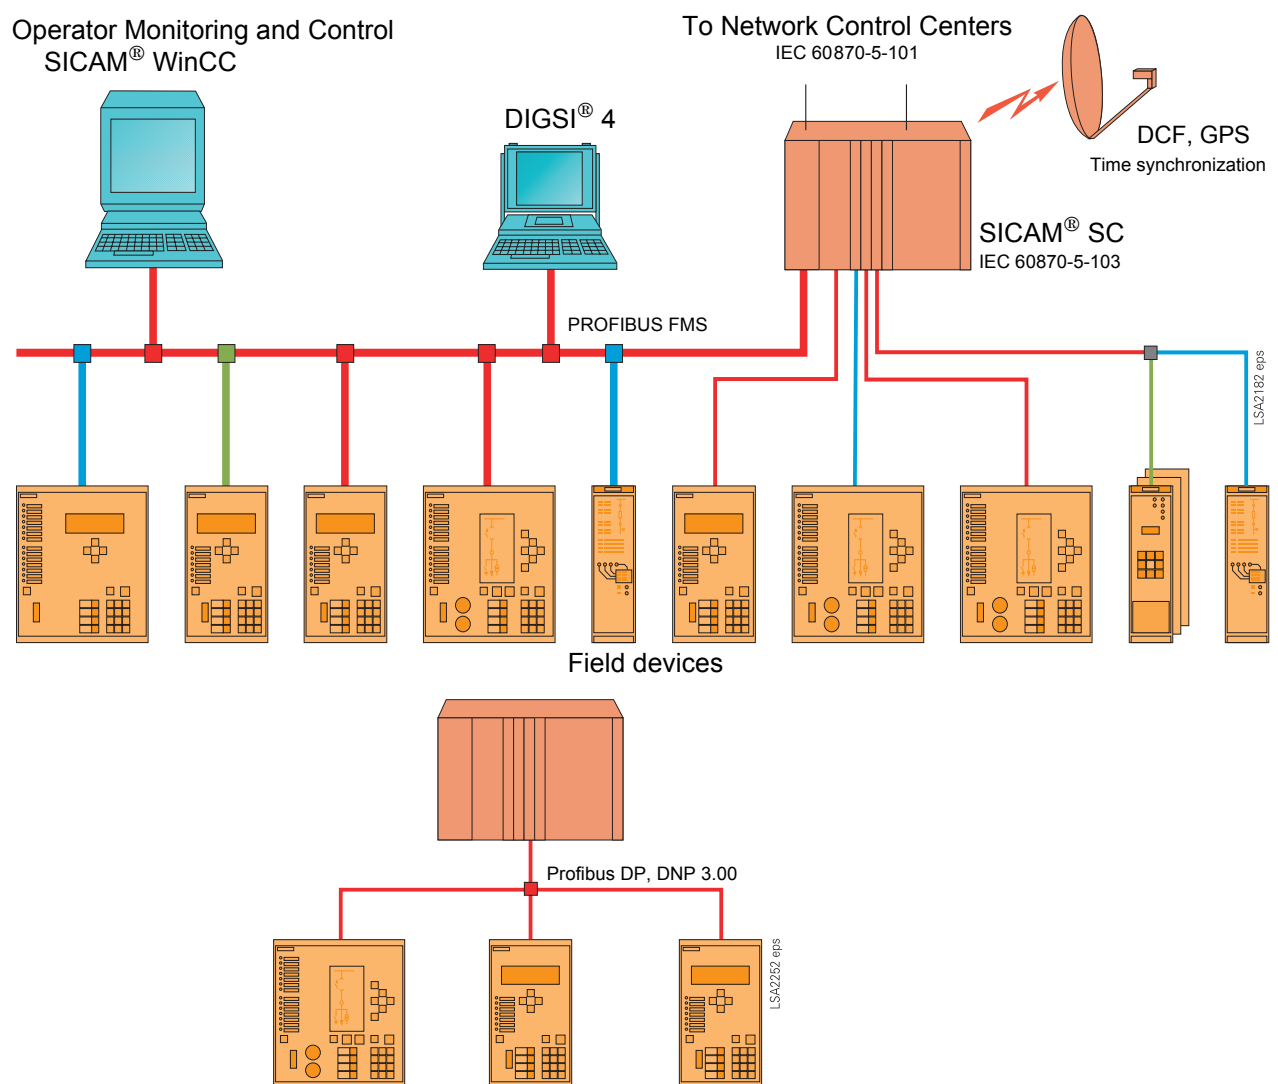 Operator Monitoring and Control
SICAM® WinCC
DIGSI® 4
To Network Control Centers
IEC 60870-5-101
DCF, GPS
Time synchronization
SICAM® SC
IEC 60870-5-103
PROFIBUS FMS
LSA2182 eps
Field devices
Profibus DP, DNP 3.00
LSA2252 eps